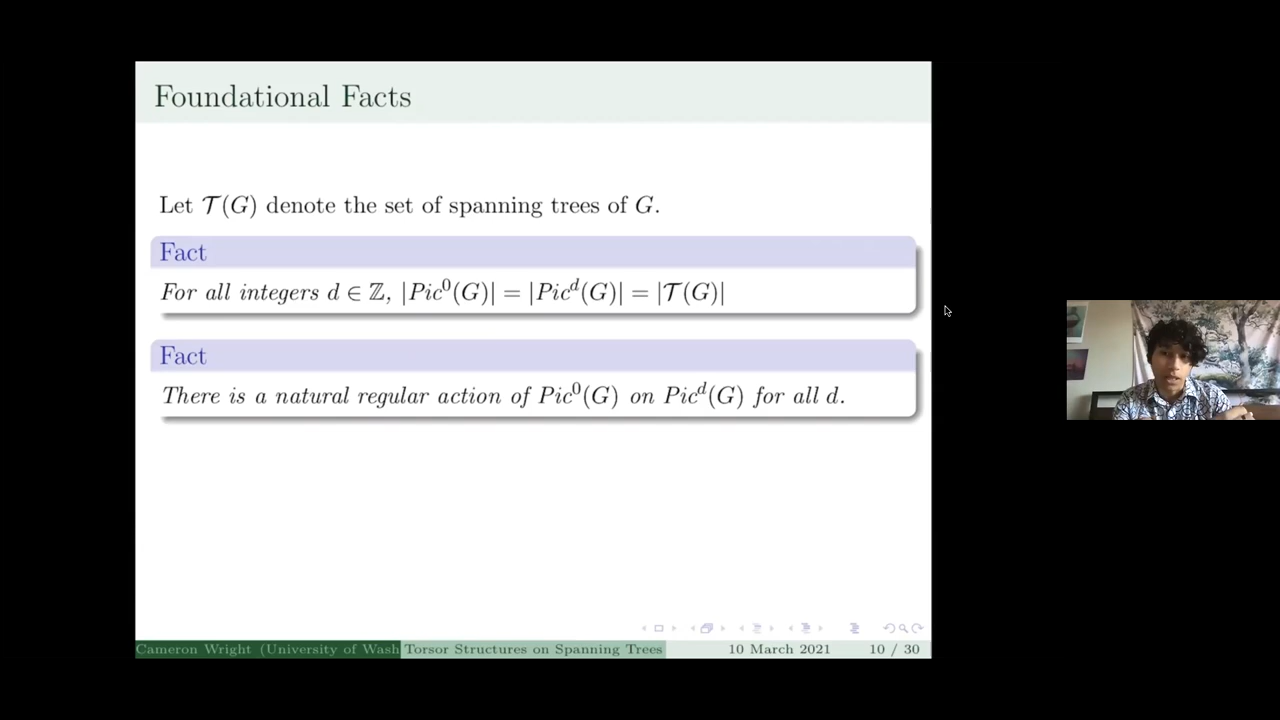 Foundational Facts
Let 𝒯(G) denote the set of spanning trees of G.
Fact
For all integers d ∈ ℤ, |Pic⁰(G)| = |Picᵈ(G)| = |𝒯(G)|
Fact
There is a natural regular action of Pic⁰(G) on Picᵈ(G) for all d.
Cameron Wright (University of Wash Torsor Structures on Spanning Trees 10 March 2021 10 / 30